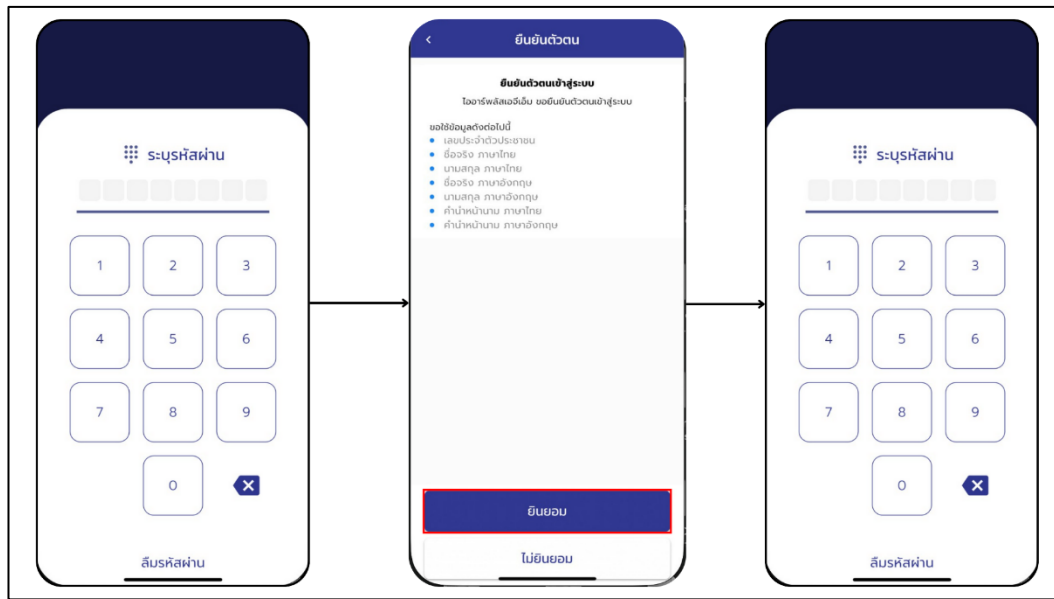 ระบุรหัสผ่าน
1 2 3
4 5 6
7 8 9
0
ลืมรหัสผ่าน
ยืนยันตัวตน
ยืนยันตัวตนเข้าสู่ระบบ
ไออาร์พลัสเอจีเอ็ม ขอยืนยันตัวตนเข้าสู่ระบบ
ขอใช้ข้อมูลดังต่อไปนี้
เลขประจำตัวประชาชน
ชื่อจริง ภาษาไทย
นามสกุล ภาษาไทย
ชื่อจริง ภาษาอังกฤษ
นามสกุล ภาษาอังกฤษ
คำนำหน้านาม ภาษาไทย
คำนำหน้านาม ภาษาอังกฤษ
ยินยอม
ไม่ยินยอม
ระบุรหัสผ่าน
1 2 3
4 5 6
7 8 9
0
ลืมรหัสผ่าน